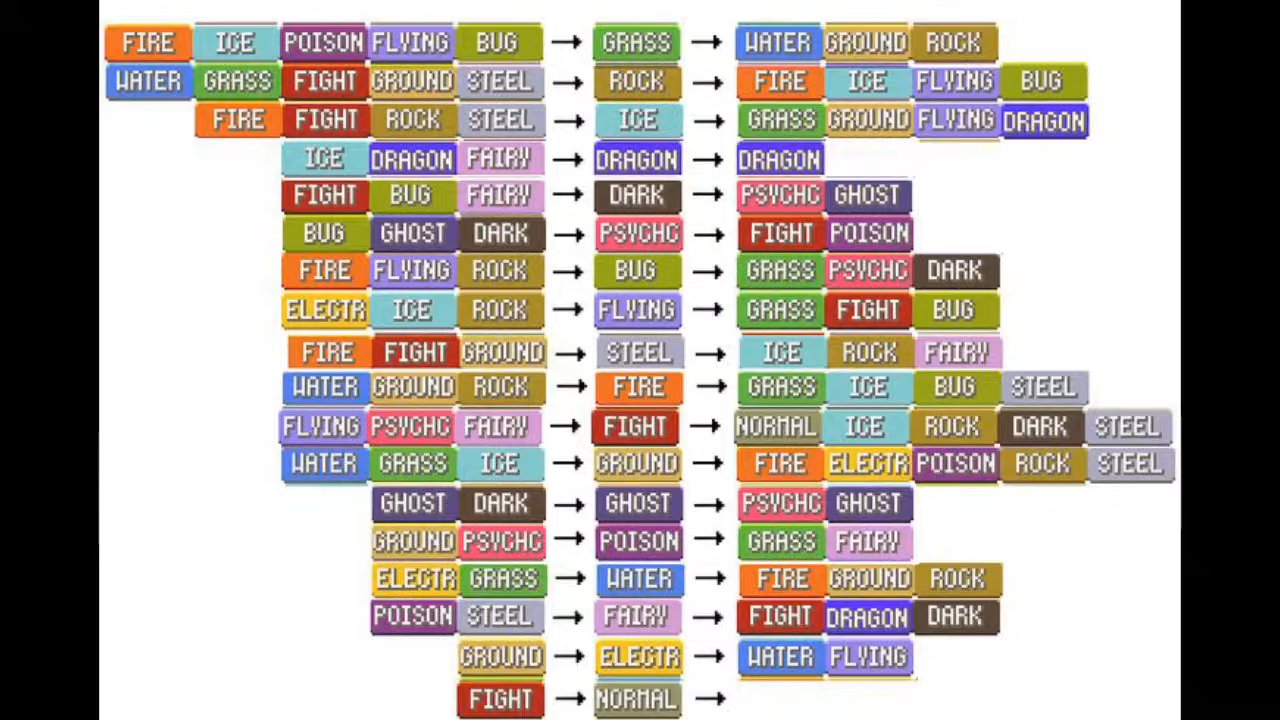 FIRE ICE POISON FLYING BUG → GRASS → WATER GROUND ROCK
WATER GRASS FIGHT GROUND STEEL → ROCK → FIRE ICE FLYING BUG
FIRE FIGHT ROCK STEEL → ICE → GRASS GROUND FLYING DRAGON
ICE DRAGON FAIRY → DRAGON → DRAGON
FIGHT BUG FAIRY → DARK → PSYCHC GHOST
BUG GHOST DARK → PSYCHC → FIGHT POISON
FIRE FLYING ROCK → BUG → GRASS PSYCHC DARK
ELECTR ICE ROCK → FLYING → GRASS FIGHT BUG
FIRE FIGHT GROUND → STEEL → ICE ROCK FAIRY
WATER GROUND ROCK → FIRE → GRASS ICE BUG STEEL
FLYING PSYCHC FAIRY → FIGHT → NORMAL ICE ROCK DARK STEEL
WATER GRASS ICE → GROUND → FIRE ELECTR POISON ROCK STEEL
GHOST DARK → GHOST → PSYCHC GHOST
GROUND PSYCHC → POISON → GRASS FAIRY
ELECTR GRASS → WATER → FIRE GROUND ROCK
POISON STEEL → FAIRY → FIGHT DRAGON DARK
GROUND → ELECTR → WATER FLYING
FIGHT → NORMAL →